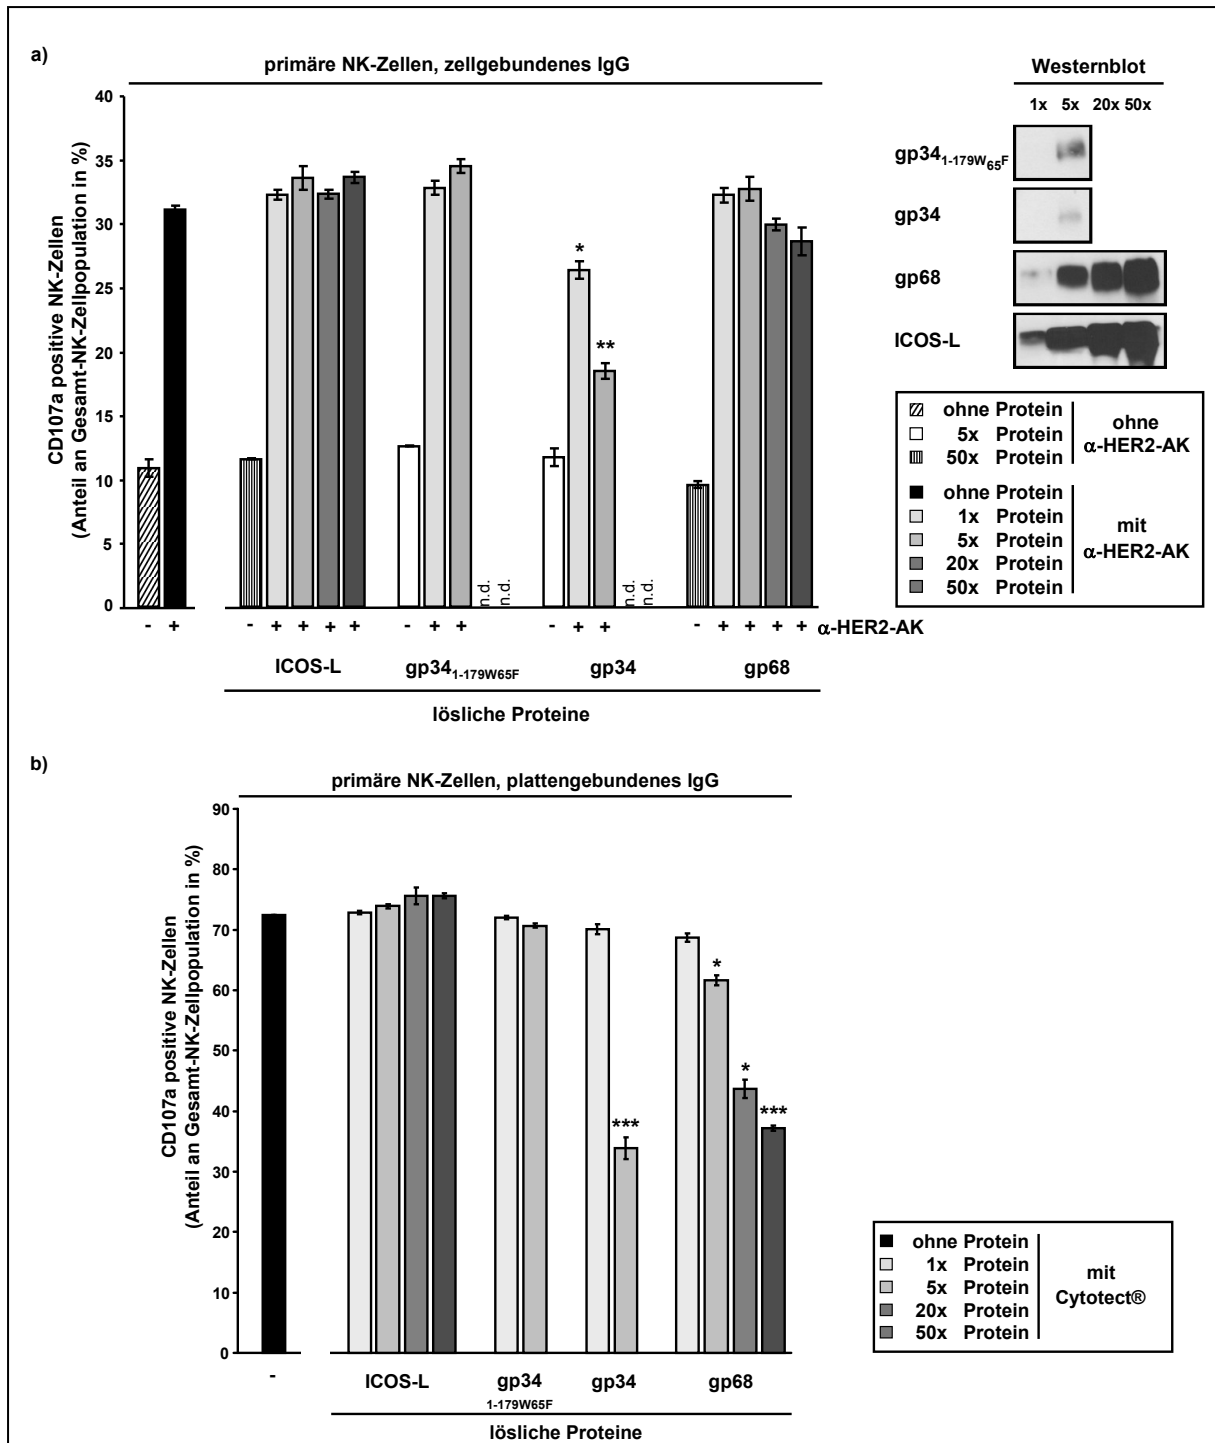 a)
primäre NK-Zellen, zellgebundenes IgG
CD107a positive NK-Zellen
(Anteil an Gesamt-NK-Zellpopulation in %)
40
35
30
25
20
15
10
5
0
*
**
n.d.
n.d.
n.d.
n.d.
- + - + + + + - + + - + + - + + + + α-HER2-AK
ICOS-L gp341-179W65F gp34 gp68
lösliche Proteine
Westernblot
1x 5x 20x 50x
gp341-179W65F
gp34
gp68
ICOS-L
ohne Protein
5x Protein
50x Protein
ohne
α-HER2-AK
ohne Protein
1x Protein
5x Protein
20x Protein
50x Protein
mit
α-HER2-AK
b)
primäre NK-Zellen, plattengebundenes IgG
CD107a positive NK-Zellen
(Anteil an Gesamt-NK-Zellpopulation in %)
90
80
70
60
50
40
30
20
10
0
***
*
*
***
- ICOS-L gp34 gp34 gp68
1-179W65F
lösliche Proteine
ohne Protein
1x Protein
5x Protein
20x Protein
50x Protein
mit
Cytotect®